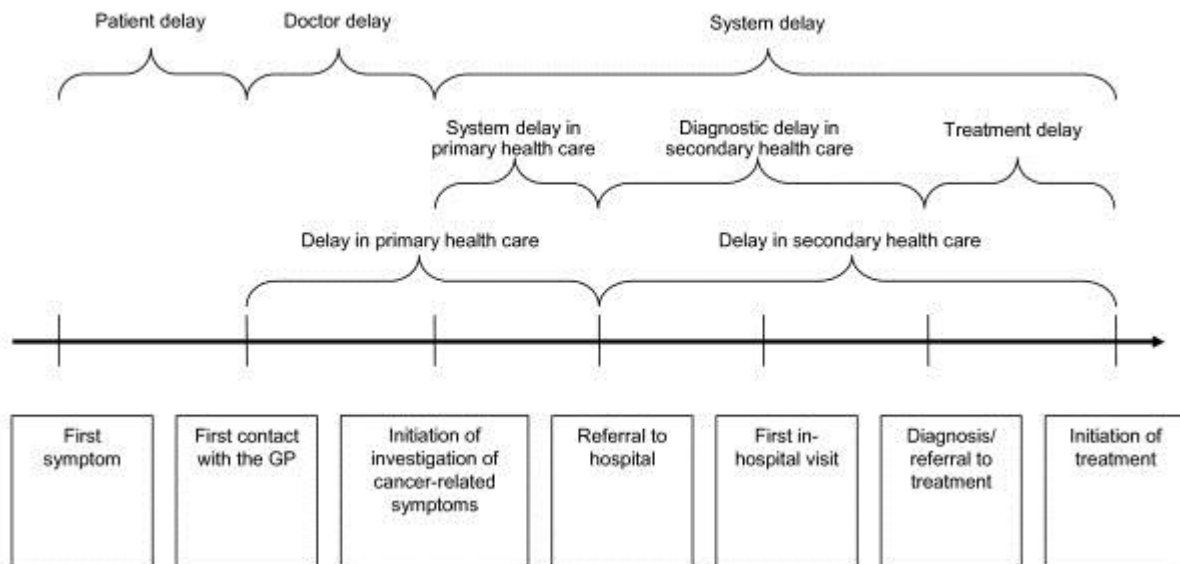 Patient delay
Doctor delay
System delay
System delay in
primary health care
Diagnostic delay in
secondary health care
Treatment delay
Delay in primary health care
Delay in secondary health care
First
symptom
First contact
with the GP
Initiation of
investigation of
cancer-related
symptoms
Referral to
hospital
First in-
hospital visit
Diagnosis/
referral to
treatment
Initiation of
treatment